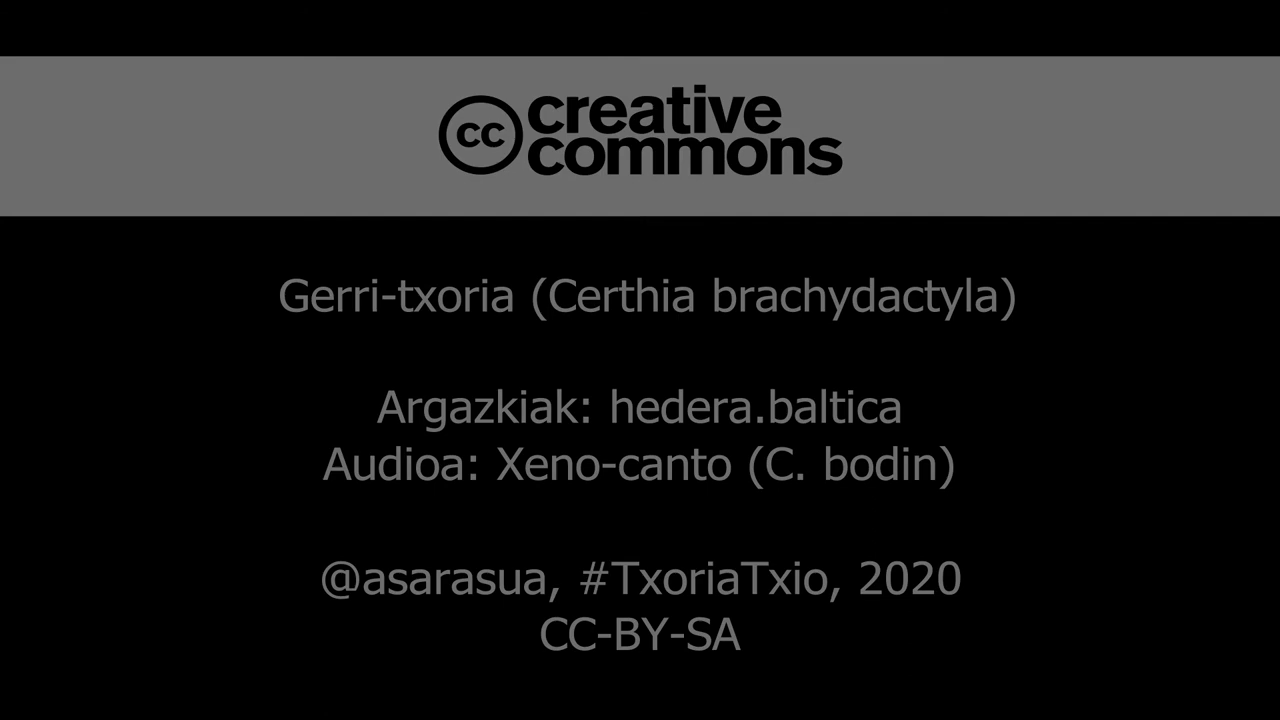 cc creative
commons
Gerri-txoria (Certhia brachydactyla)
Argazkiak: hedera.baltica
Audioa: Xeno-canto (C. bodin)
@asarasua, #TxoriaTxio, 2020
CC-BY-SA